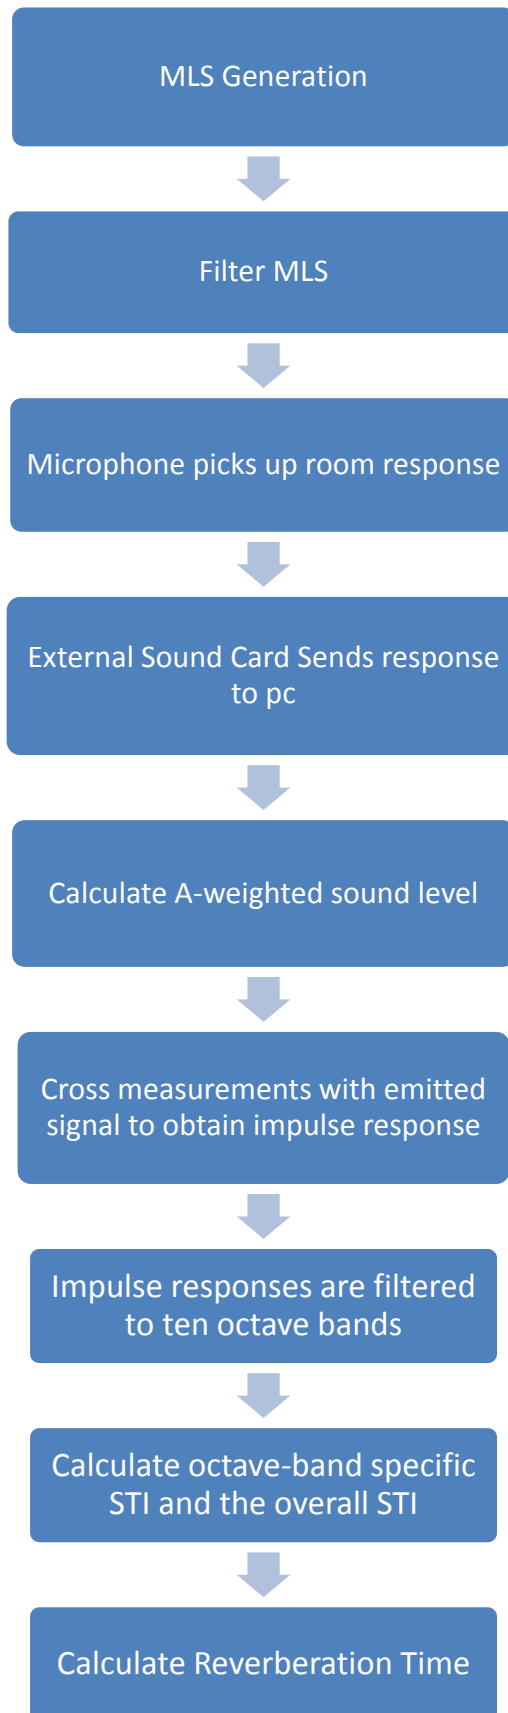 MLS Generation
Filter MLS
Microphone picks up room response
External Sound Card Sends response
to pc
Calculate A-weighted sound level
Cross measurements with emitted
signal to obtain impulse response
Impulse responses are filtered
to ten octave bands
Calculate octave-band specific
STI and the overall STI
Calculate Reverberation Time